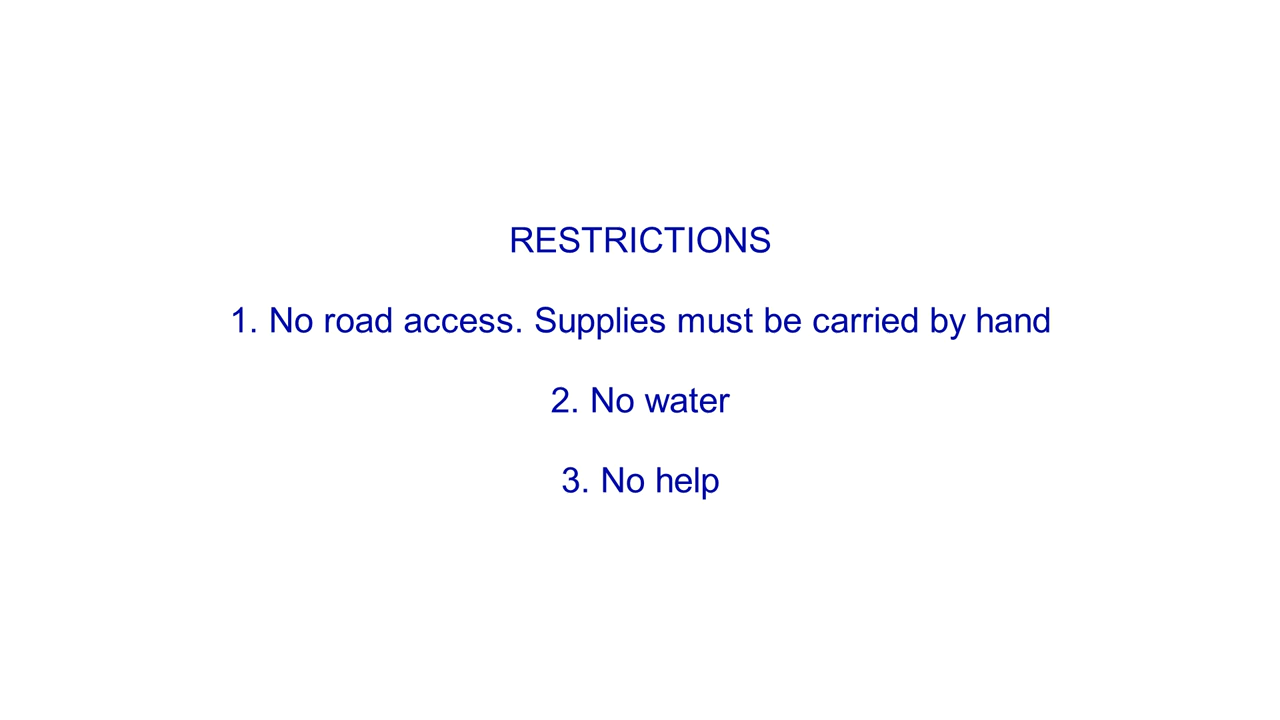 RESTRICTIONS
1. No road access. Supplies must be carried by hand
2. No water
3. No help